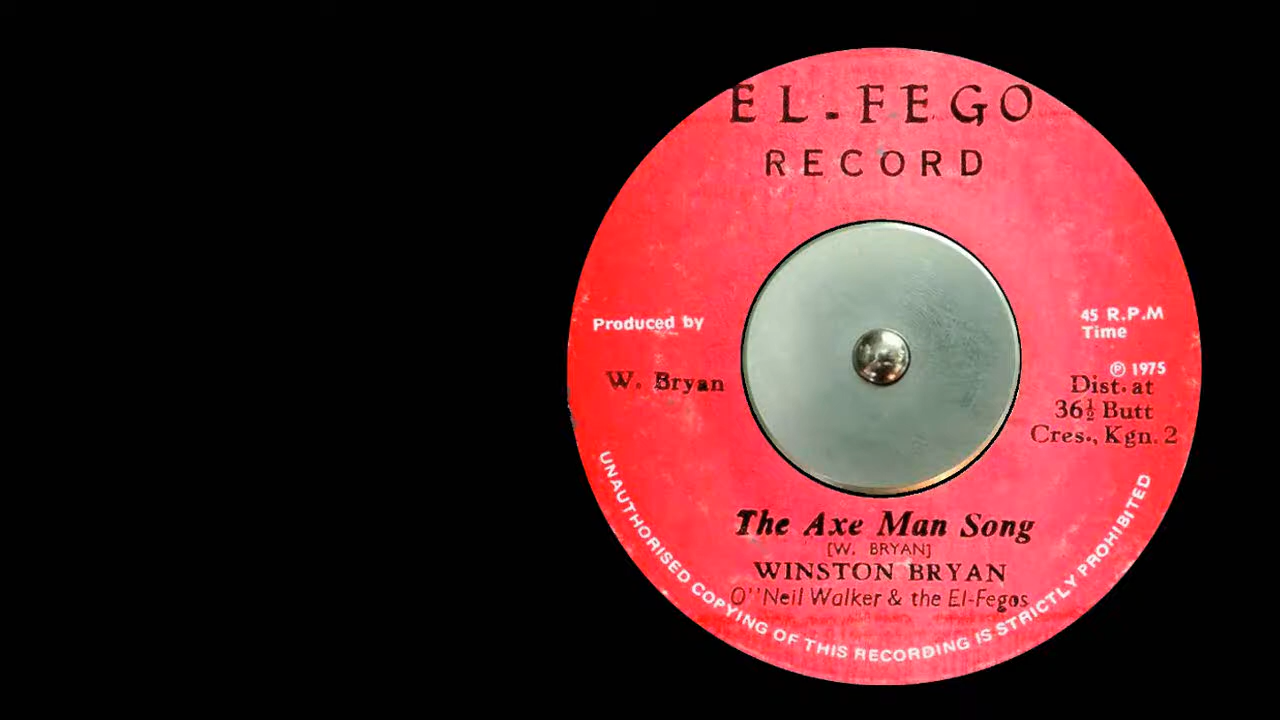 EL-FEGO
RECORD
Produced by
W. Bryan
45 R.P.M
Time
℗ 1975
Dist. at
36½ Butt
Cres., Kgn. 2
The Axe Man Song
[W. BRYAN]
WINSTON BRYAN
O''Neil Walker & the El-Fegos
UNAUTHORISED COPYING OF THIS RECORDING IS STRICTLY PROHIBITED